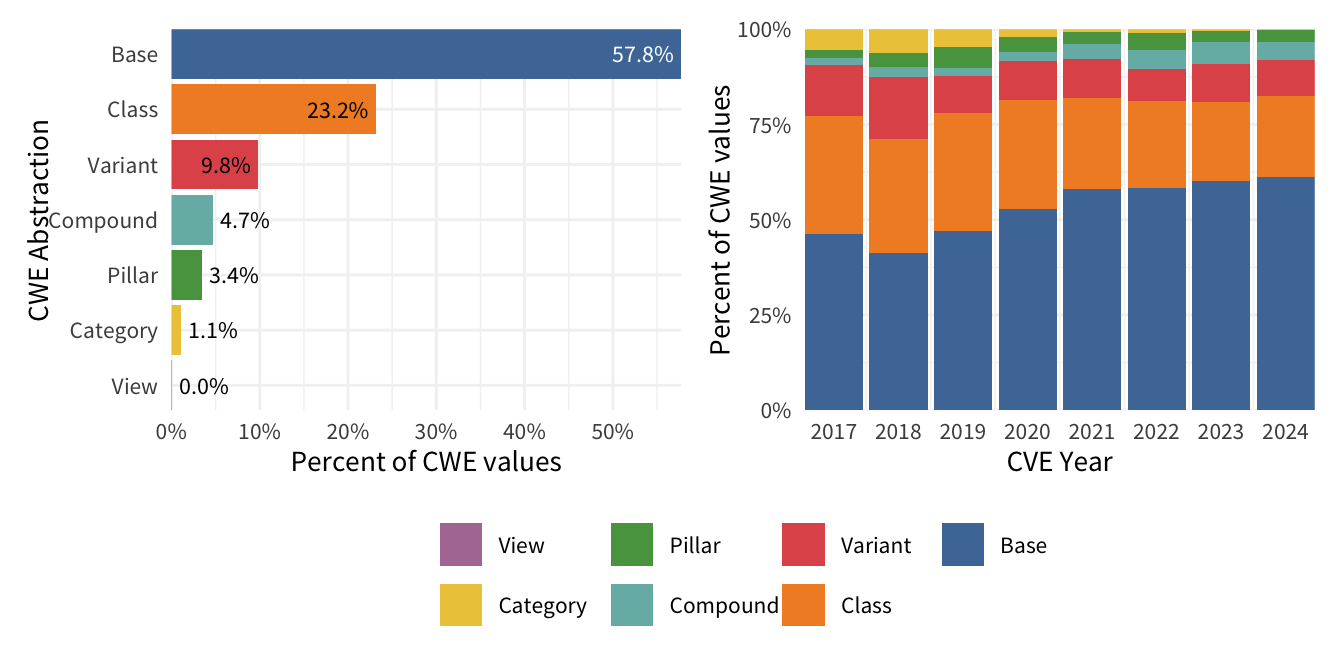 CWE Abstraction
Base 57.8%
Class 23.2%
Variant 9.8%
Compound 4.7%
Pillar 3.4%
Category 1.1%
View 0.0%
0% 10% 20% 30% 40% 50%
Percent of CWE values
Percent of CWE values
100%
75%
50%
25%
0%
2017 2018 2019 2020 2021 2022 2023 2024
CVE Year
View Pillar Variant Base
Category Compound Class